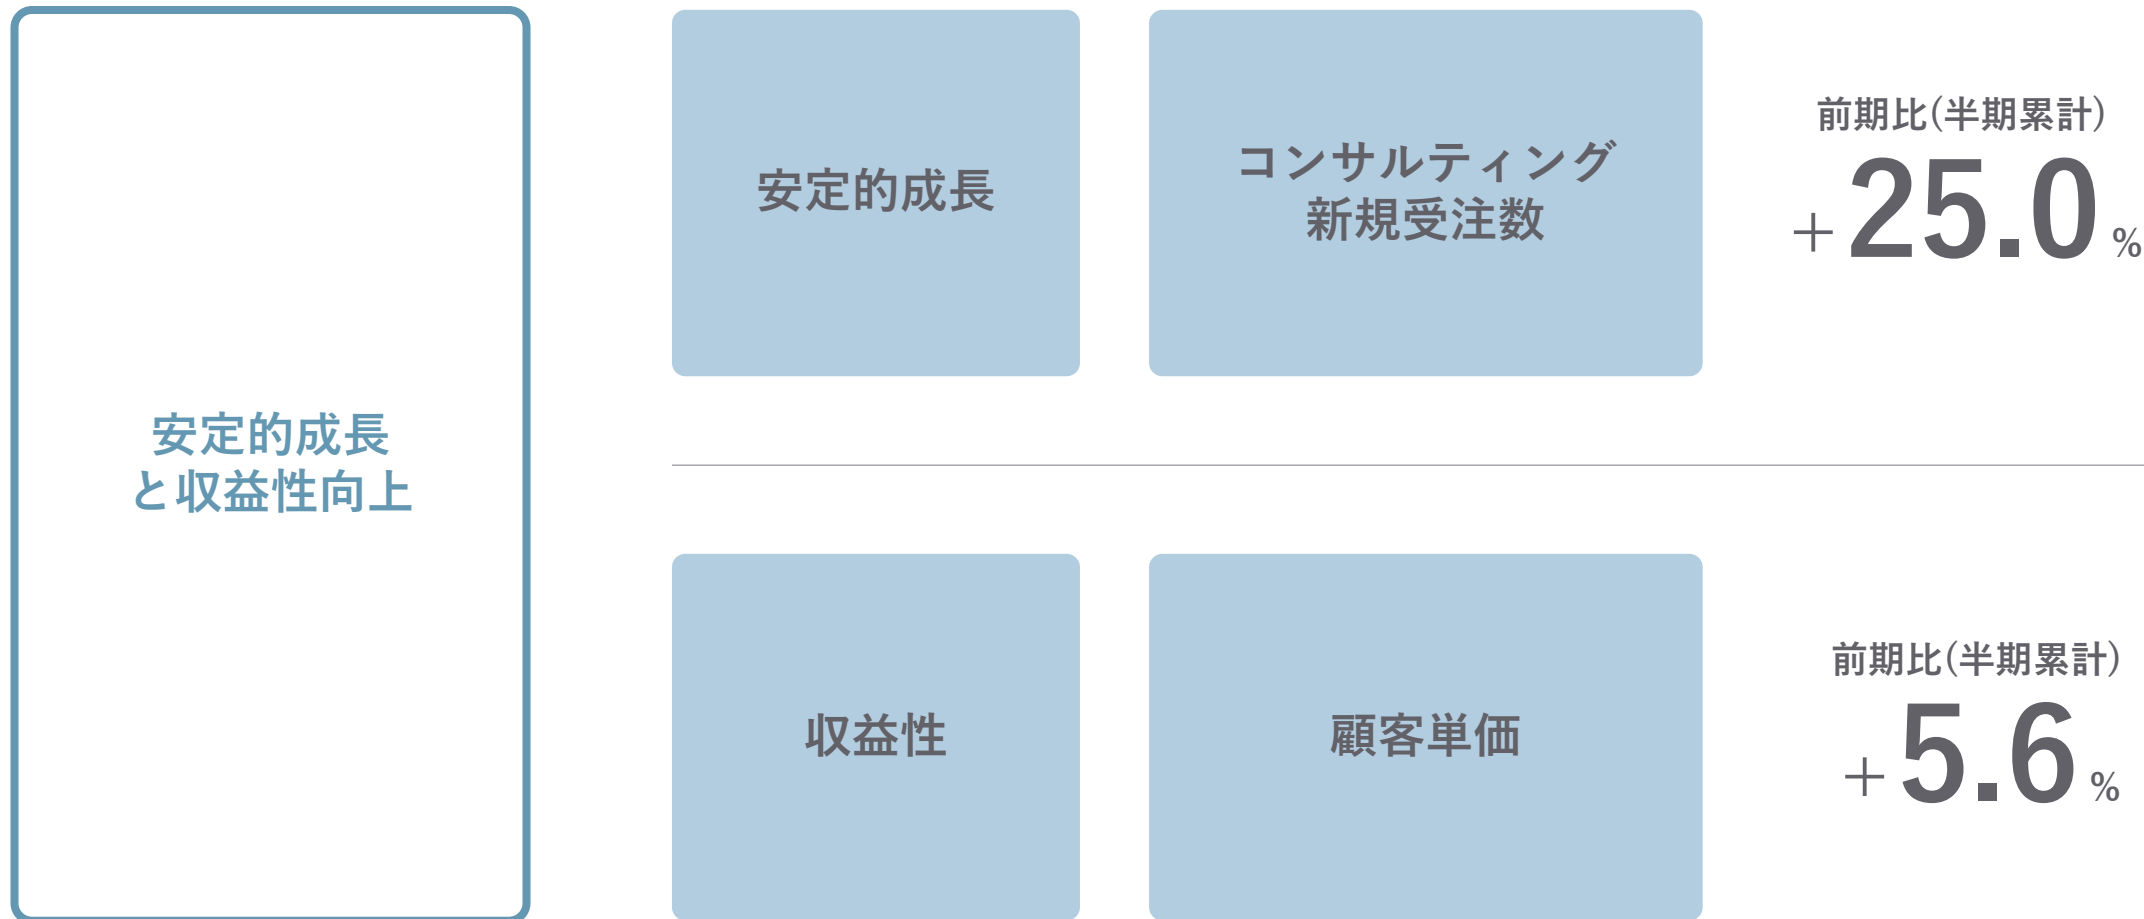 安定的成長
と収益性向上
安定的成長
コンサルティング
新規受注数
前期比(半期累計)
+25.0%
収益性
顧客単価
前期比(半期累計)
+5.6%